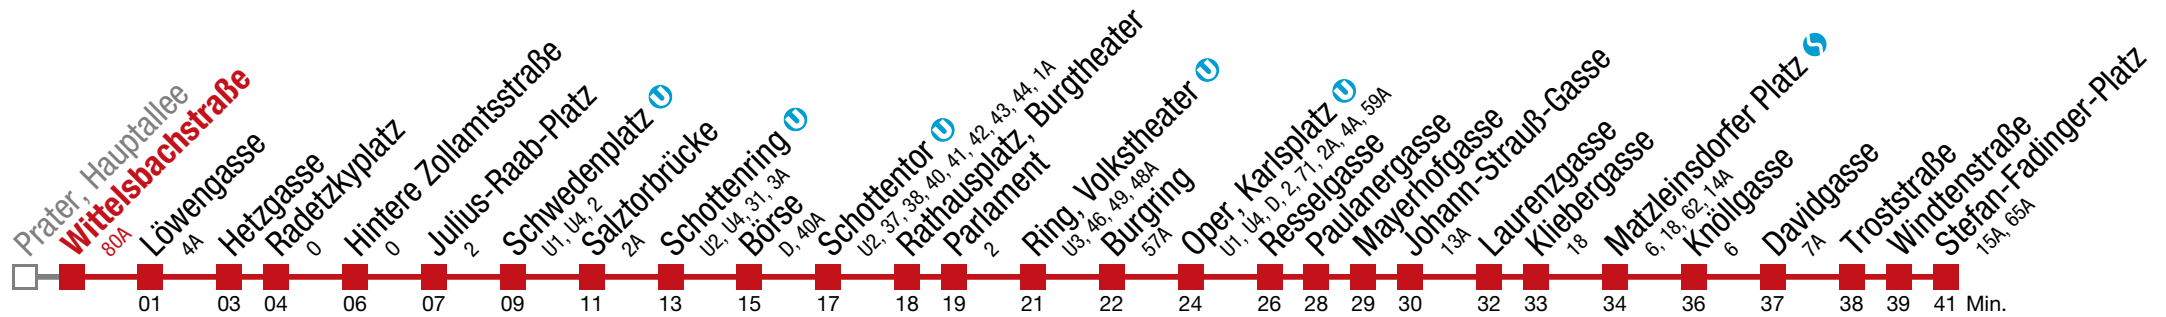 Prater, Hauptallee
Wittelsbachstraße
80A
Löwengasse
4A
Hetzgasse
Radetzkyplatz
O
Hintere Zollamtsstraße
O
Julius-Raab-Platz
2
Schwedenplatz U
U1, U4, 2
Salztorbrücke
2A
Schottenring U
U2, U4, 31, 3A
Börse
D, 40A
Schottentor U
U2, 37, 38, 40, 41, 42, 43, 44, 1A
Rathausplatz, Burgtheater
Parlament
2
Ring, Volkstheater U
U3, 46, 49, 48A
Burgring
57A
Oper, Karlsplatz U
U1, U4, D, 2, 71, 2A, 4A, 59A
Resselgasse
Paulanergasse
Mayerhofgasse
Johann-Strauß-Gasse
13A
Laurenzgasse
Kliebergasse
18
Matzleinsdorfer Platz S
6, 18, 62, 14A
Knöllgasse
6
Davidgasse
7A
Troststraße
Windtenstraße
Stefan-Fadinger-Platz
15A, 65A
01 03 04 06 07 09 11 13 15 17 18 19 21 22 24 26 28 29 30 32 33 34 36 37 38 39 41 Min.